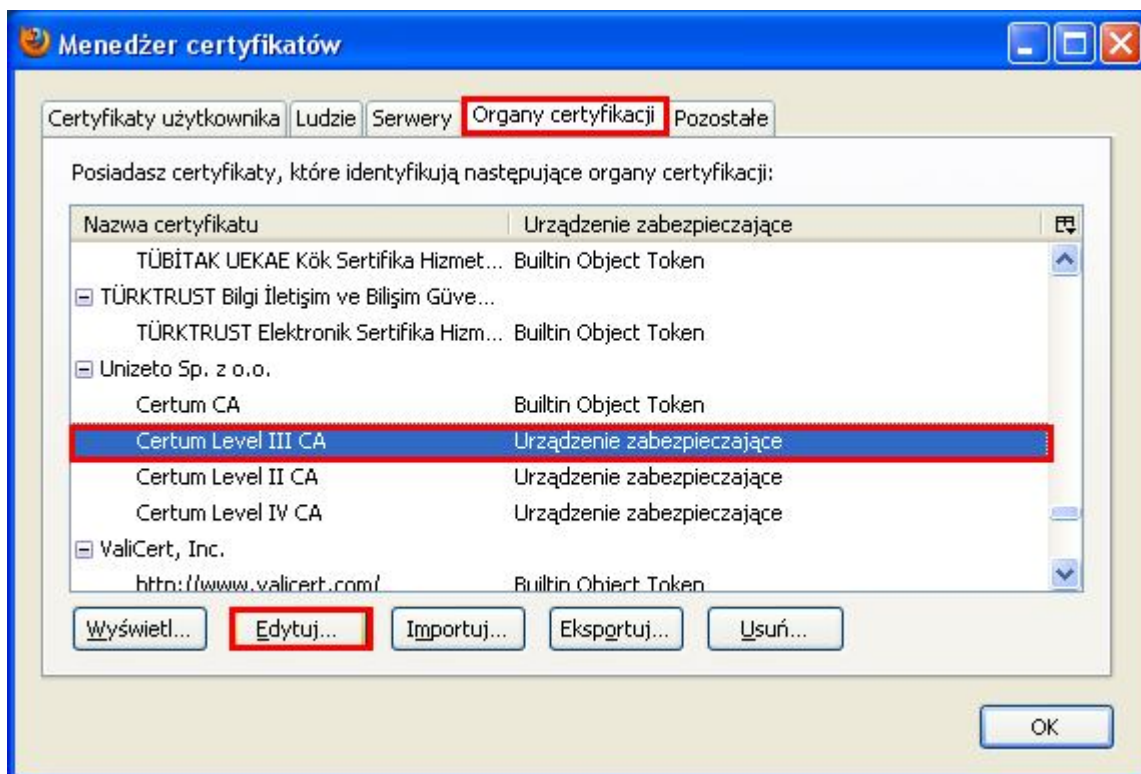 Menedżer certyfikatów
Certyfikaty użytkownika Ludzie Serwery Organy certyfikacji Pozostałe
Posiadasz certyfikaty, które identyfikują następujące organy certyfikacji:
Nazwa certyfikatu Urządzenie zabezpieczające
TÜBİTAK UEKAE Kök Sertifika Hizmet... Builtin Object Token
TÜRKTRUST Bilgi İletişim ve Bilişim Güve...
TÜRKTRUST Elektronik Sertifika Hizm... Builtin Object Token
Unizeto Sp. z o.o.
Certum CA Builtin Object Token
Certum Level III CA Urządzenie zabezpieczające
Certum Level II CA Urządzenie zabezpieczające
Certum Level IV CA Urządzenie zabezpieczające
ValiCert, Inc.
http://www.valicert.com/ Builtin Object Token
Wyświetl... Edytuj... Importuj... Eksportuj... Usuń...
OK